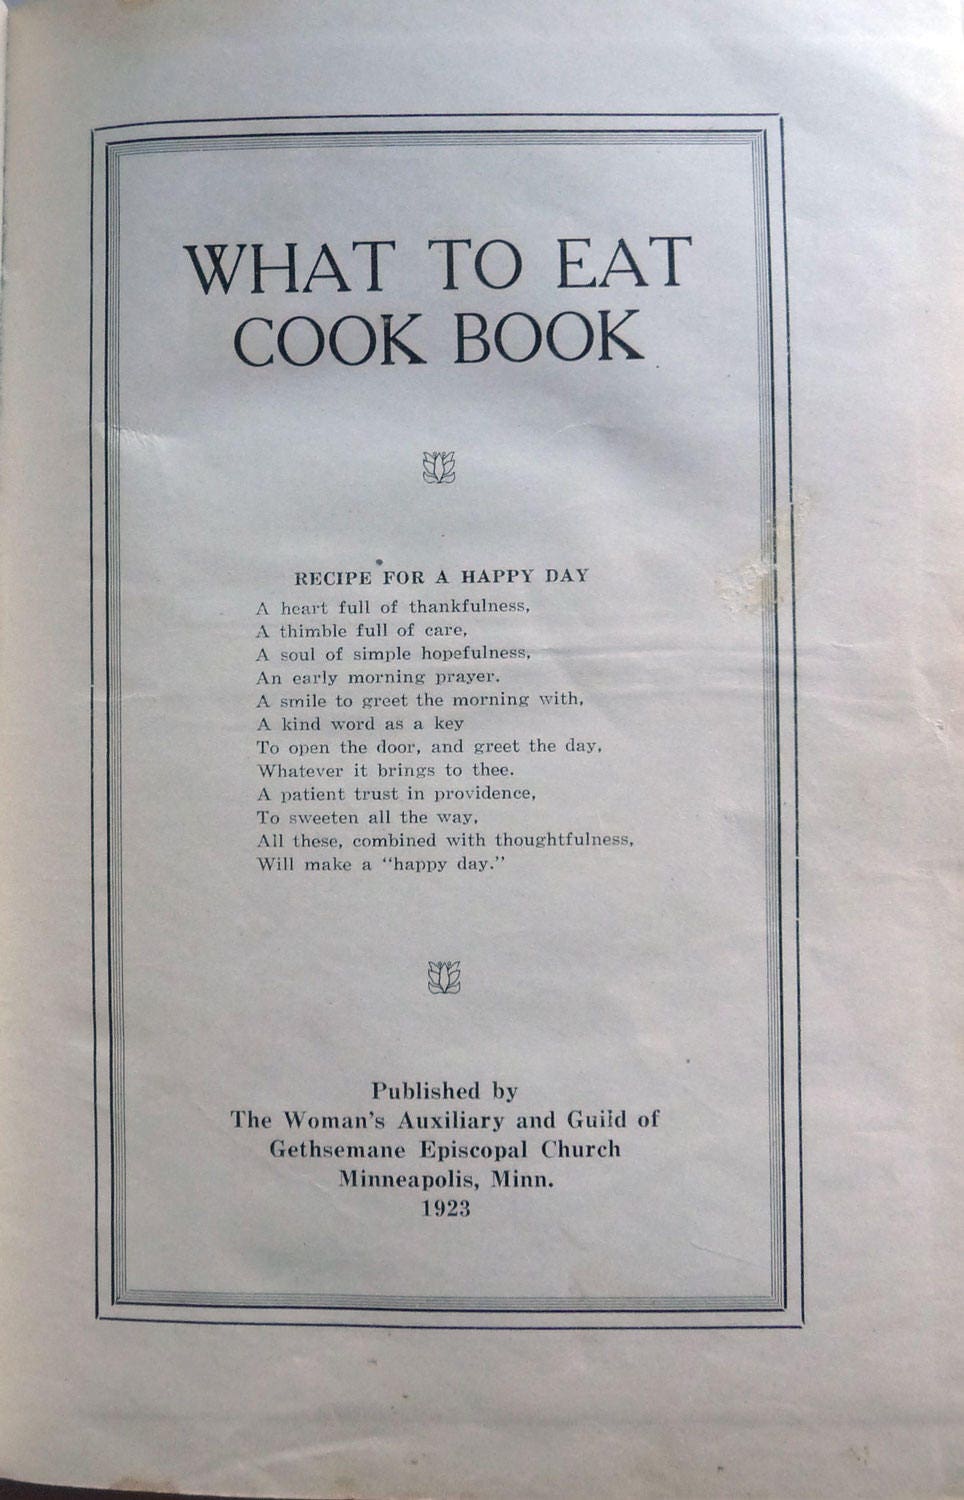 WHAT TO EAT
COOK BOOK
RECIPE FOR A HAPPY DAY
A heart full of thankfulness,
A thimble full of care,
A soul of simple hopefulness,
An early morning prayer.
A smile to greet the morning with,
A kind word as a key
To open the door, and greet the day,
Whatever it brings to thee.
A patient trust in providence,
To sweeten all the way,
All these, combined with thoughtfulness,
Will make a “happy day.”
Published by
The Woman’s Auxiliary and Guild of
Gethsemane Episcopal Church
Minneapolis, Minn.
1923